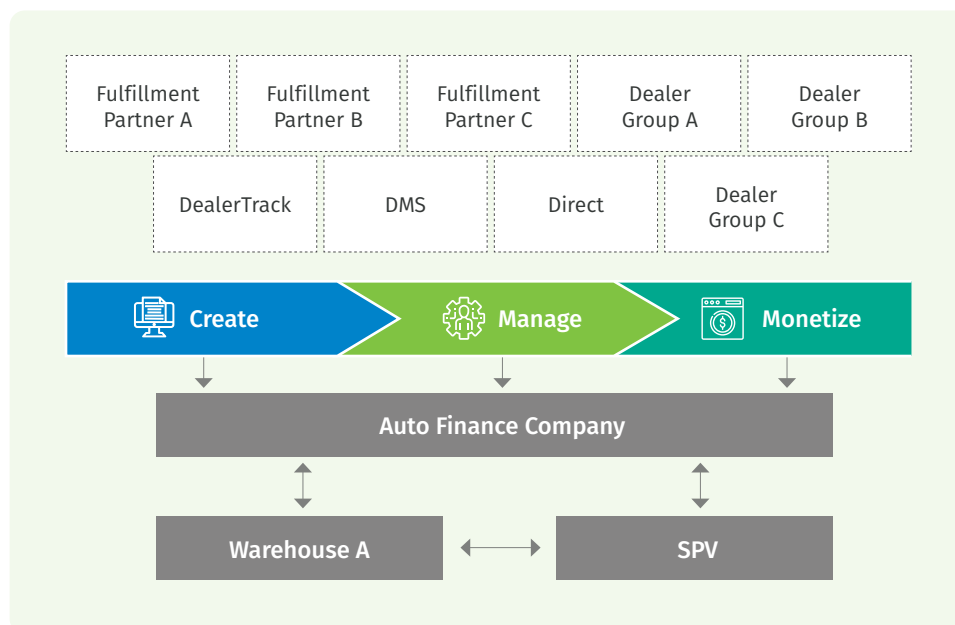 Fulfillment
Partner A
Fulfillment
Partner B
Fulfillment
Partner C
Dealer
Group A
Dealer
Group B
DealerTrack
DMS
Direct
Dealer
Group C
Create
Manage
Monetize
$
Auto Finance Company
Warehouse A
SPV